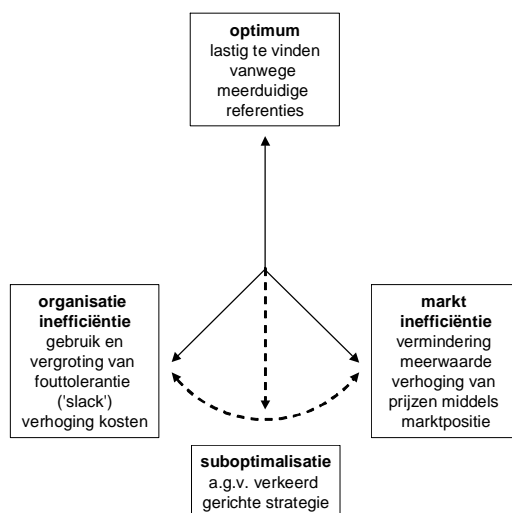 optimum
lastig te vinden
vanwege
meerduidige
referenties
organisatie
inefficiëntie
gebruik en
vergroting van
fouttolerantie
('slack')
verhoging kosten
markt
inefficiëntie
vermindering
meerwaarde
verhoging van
prijzen middels
marktpositie
suboptimalisatie
a.g.v. verkeerd
gerichte strategie